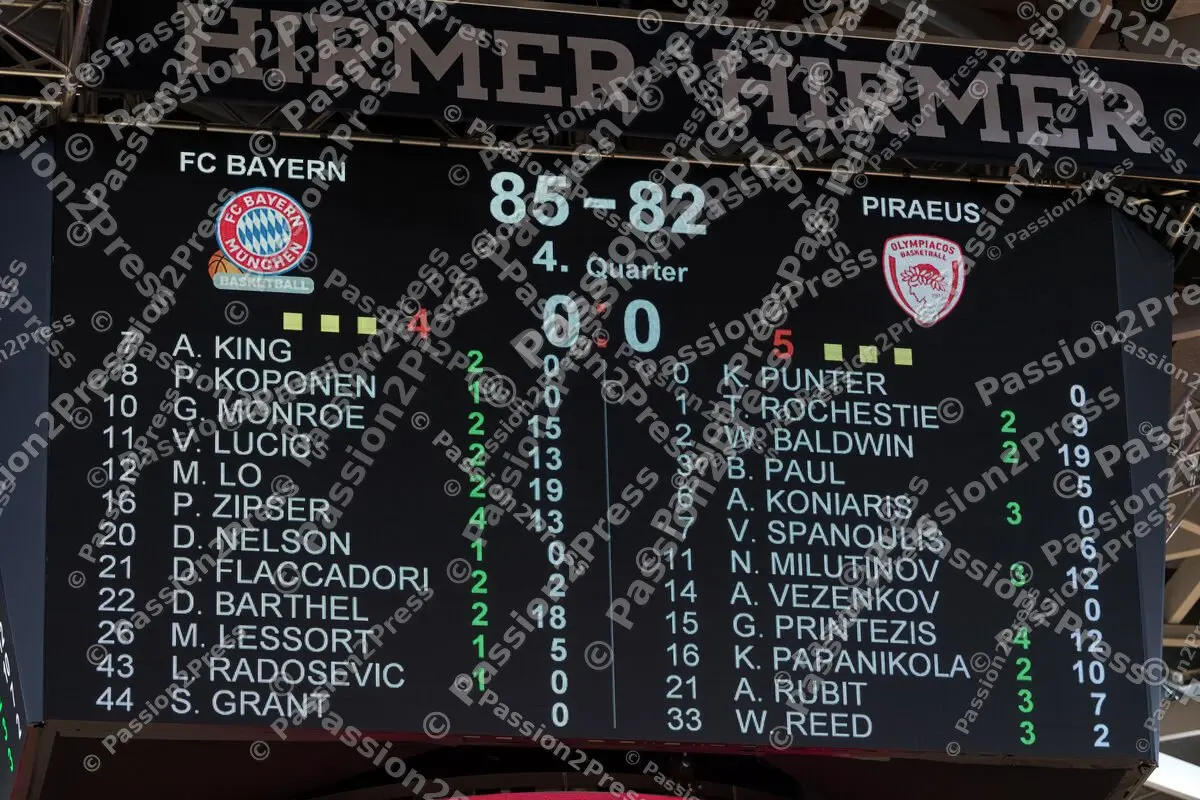 HIRMER HIRMER
FC BAYERN 85-82 PIRAEUS
FC BAYERN MÜNCHEN BASKETBALL
OLYMPIACOS BASKETBALL
4. Quarter
4 0:0 5
7 A. KING 2 0
8 P. KOPONEN 1 0
10 G. MONROE 2 15
11 V. LUCIC 2 13
12 M. LO 2 19
16 P. ZIPSER 4 13
20 D. NELSON 1 0
21 D. FLACCADORI 2 2
22 D. BARTHEL 2 18
26 M. LESSORT 1 5
43 L. RADOSEVIC 1 0
44 S. GRANT 0
0 K. PUNTER 0
1 T. ROCHESTIE 2 9
2 W. BALDWIN 2 19
3 B. PAUL 5
6 A. KONIARIS 3 0
7 V. SPANOULIS 6
11 N. MILUTINOV 3 12
14 A. VEZENKOV 0
15 G. PRINTEZIS 4 12
16 K. PAPANIKOLA 2 10
21 A. RUBIT 3 7
33 W. REED 3 2
© Passion2Press